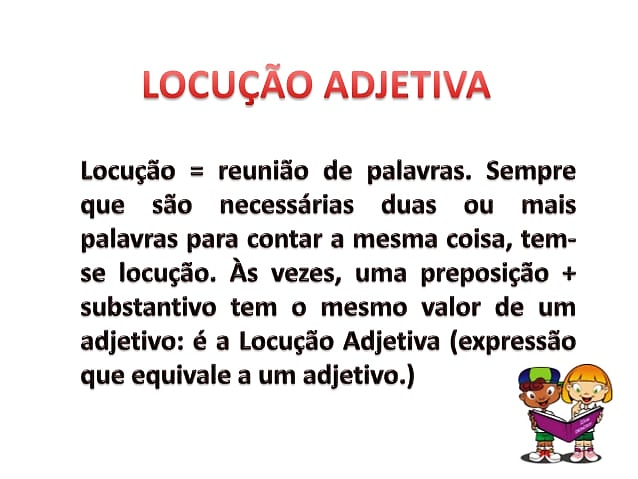 LOCUÇÃO ADJETIVA
Locução = reunião de palavras. Sempre
que são necessárias duas ou mais
palavras para contar a mesma coisa, tem-
se locução. Às vezes, uma preposição +
substantivo tem o mesmo valor de um
adjetivo: é a Locução Adjetiva (expressão
que equivale a um adjetivo.)